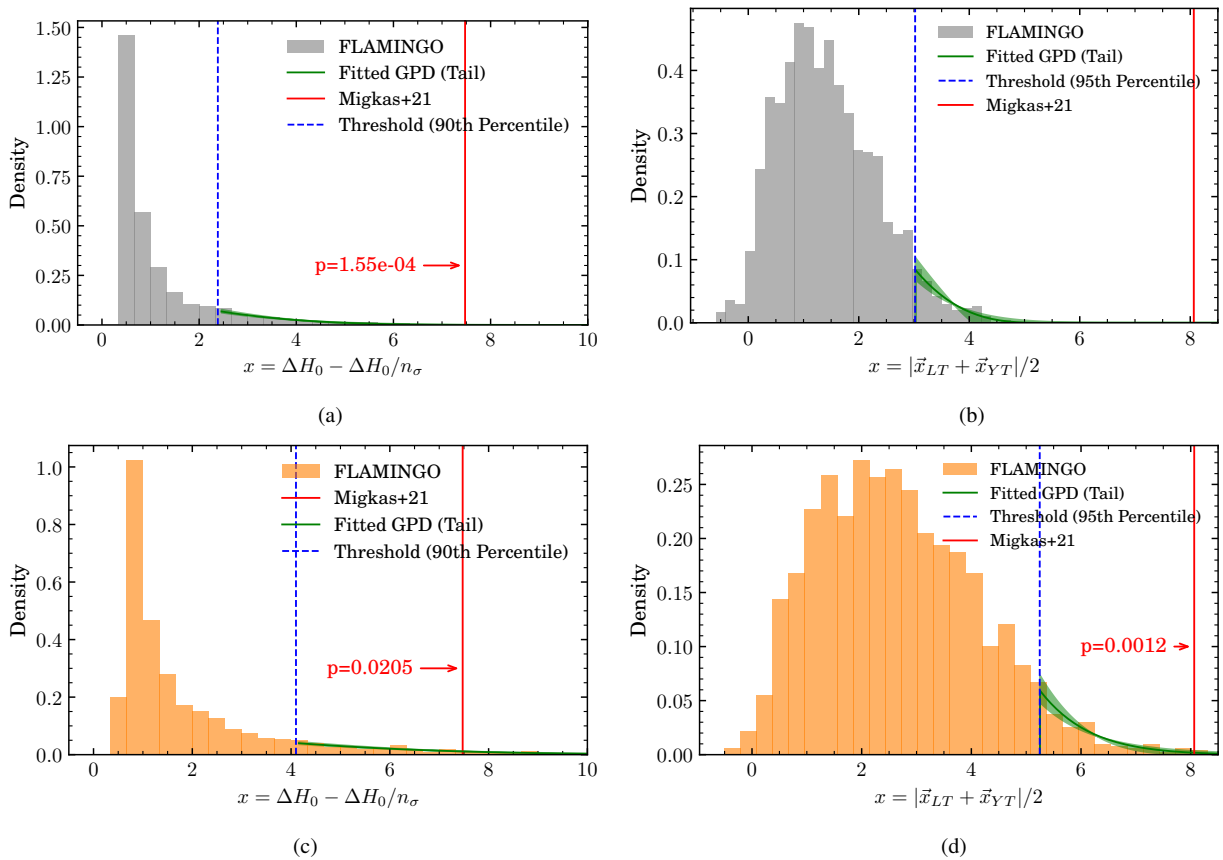 1.50
1.25
1.00
0.75
0.50
0.25
0.00
Density
FLAMINGO
Fitted GPD (Tail)
Migkas+21
Threshold (90th Percentile)
p=1.55e-04
0 2 4 6 8 10
x = ΔH₀ − ΔH₀/n_σ
(a)
0.4
0.3
0.2
0.1
0.0
Density
FLAMINGO
Fitted GPD (Tail)
Threshold (95th Percentile)
Migkas+21
0 2 4 6 8
x = |x⃗_LT + x⃗_YT|/2
(b)
1.0
0.8
0.6
0.4
0.2
0.0
Density
FLAMINGO
Migkas+21
Fitted GPD (Tail)
Threshold (90th Percentile)
p=0.0205
0 2 4 6 8 10
x = ΔH₀ − ΔH₀/n_σ
(c)
0.25
0.20
0.15
0.10
0.05
0.00
Density
FLAMINGO
Fitted GPD (Tail)
Threshold (95th Percentile)
Migkas+21
p=0.0012
0 2 4 6 8
x = |x⃗_LT + x⃗_YT|/2
(d)